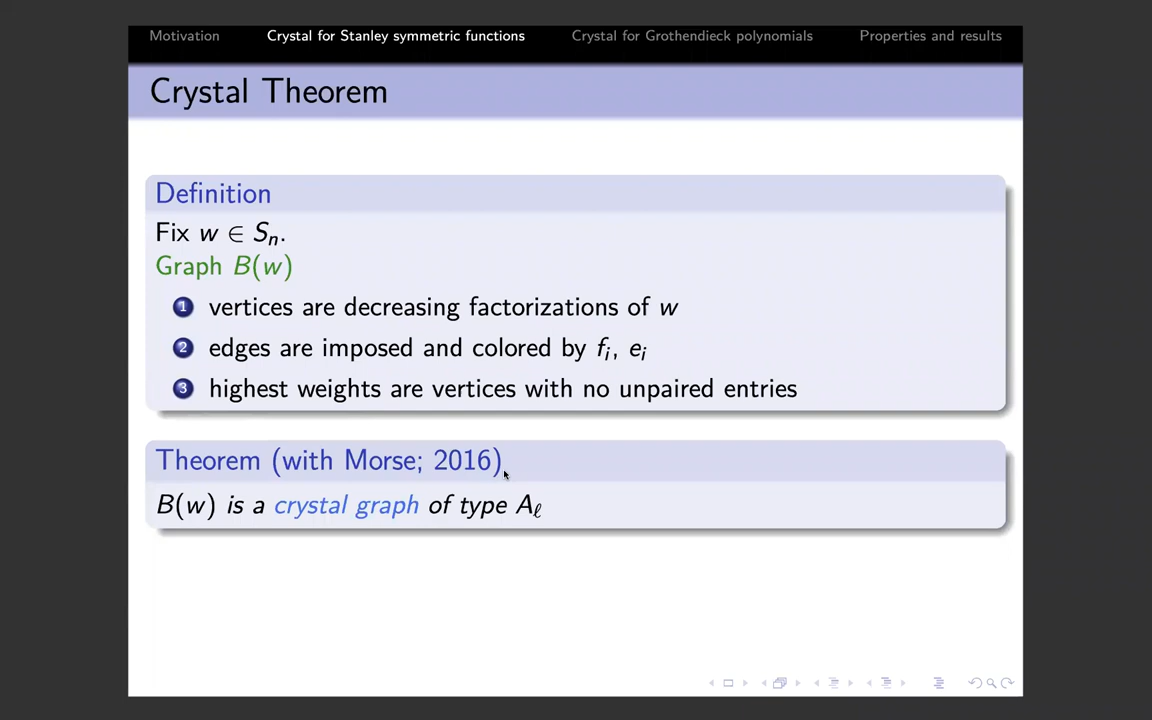 Motivation Crystal for Stanley symmetric functions Crystal for Grothendieck polynomials Properties and results
Crystal Theorem
Definition
Fix w ∈ Sₙ.
Graph B(w)
1 vertices are decreasing factorizations of w
2 edges are imposed and colored by fᵢ, eᵢ
3 highest weights are vertices with no unpaired entries
Theorem (with Morse; 2016)
B(w) is a crystal graph of type A_ℓ